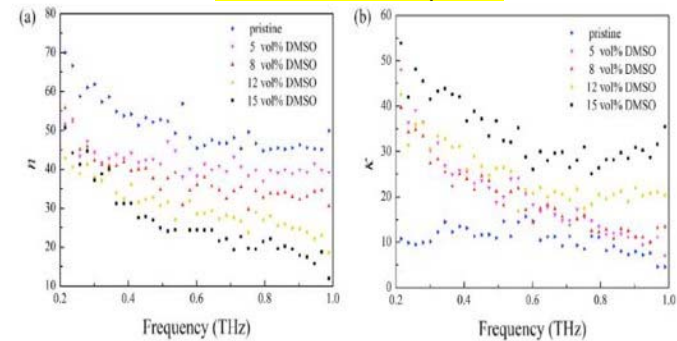 (a)
n
80
70
60
50
40
30
20
10
0.2 0.4 0.6 0.8 1.0
Frequency (THz)
pristine
5 vol% DMSO
8 vol% DMSO
12 vol% DMSO
15 vol% DMSO
(b)
κ
60
50
40
30
20
10
0
0.2 0.4 0.6 0.8 1.0
Frequency (THz)
pristine
5 vol% DMSO
8 vol% DMSO
12 vol% DMSO
15 vol% DMSO